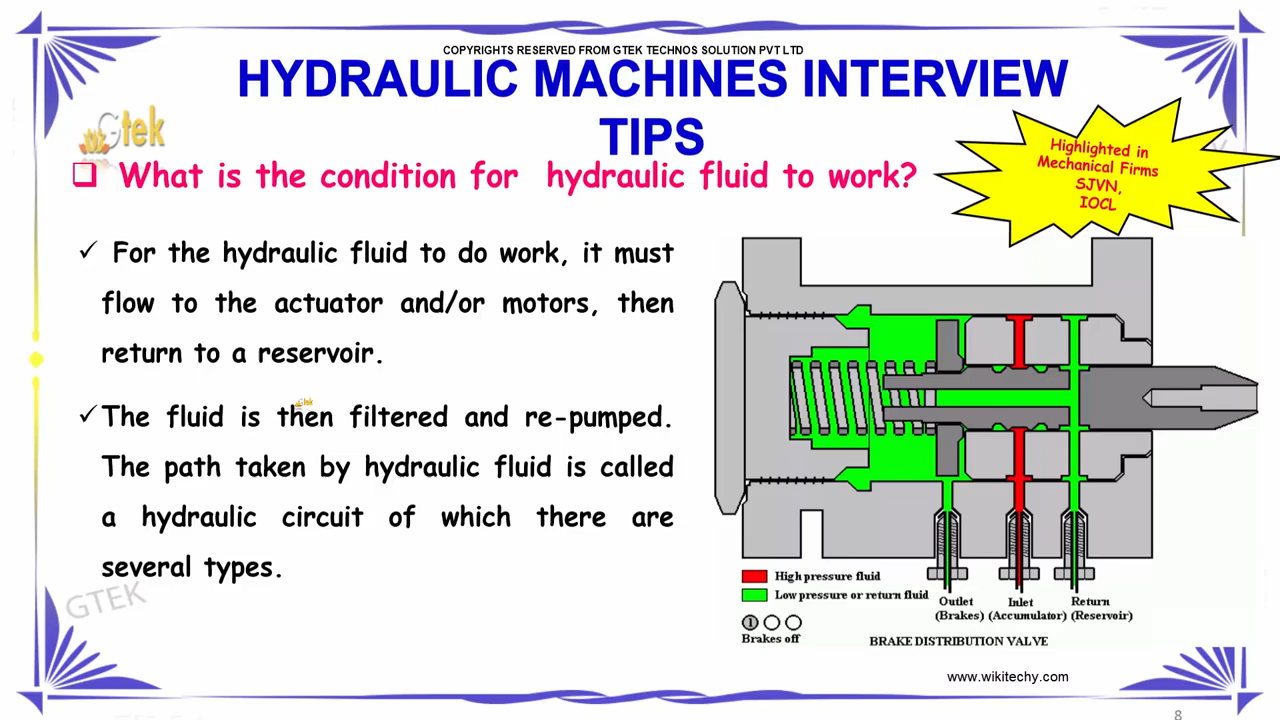 COPYRIGHTS RESERVED FROM GTEK TECHNOS SOLUTION PVT LTD
HYDRAULIC MACHINES INTERVIEW
TIPS
Gtek
What is the condition for hydraulic fluid to work?
Highlighted in
Mechanical Firms
SJVN,
IOCL
For the hydraulic fluid to do work, it must
flow to the actuator and/or motors, then
return to a reservoir.
Gtek
The fluid is then filtered and re-pumped.
The path taken by hydraulic fluid is called
a hydraulic circuit of which there are
several types.
GTEK
High pressure fluid
Low pressure or return fluid
Outlet
(Brakes)
Inlet
(Accumulator)
Return
(Reservoir)
1
Brakes off
BRAKE DISTRIBUTION VALVE
www.wikitechy.com
8